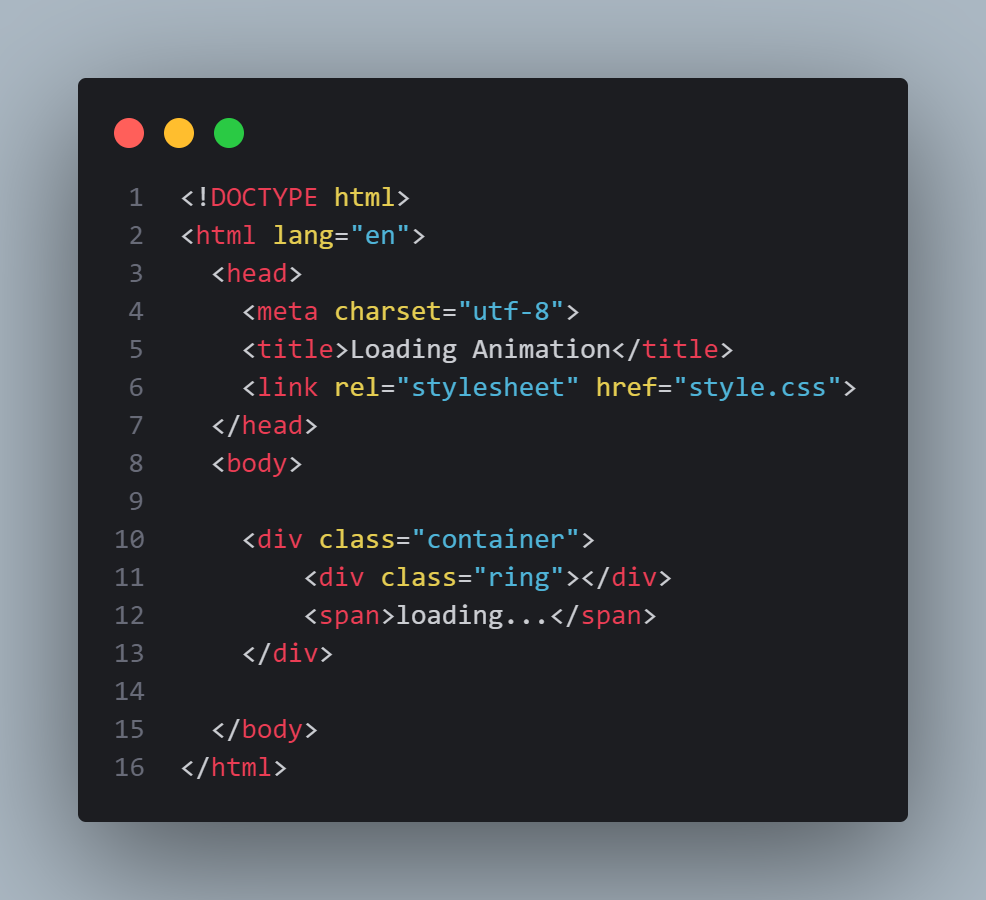 1 <!DOCTYPE html>
2 <html lang="en">
3   <head>
4     <meta charset="utf-8">
5     <title>Loading Animation</title>
6     <link rel="stylesheet" href="style.css">
7   </head>
8   <body>
9
10     <div class="container">
11         <div class="ring"></div>
12         <span>loading...</span>
13     </div>
14
15   </body>
16 </html>